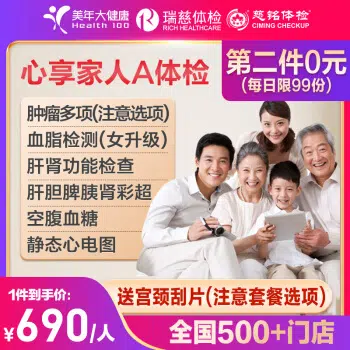 美年大健康
Health 100
瑞慈体检
RICH HEALTHCARE
慈铭体检
CIMING CHECKUP
心享家人A体检
第二件0元
(每日限99份)
肿瘤多项(注意选项)
血脂检测(女升级)
肝肾功能检查
肝胆脾胰肾彩超
空腹血糖
静态心电图
送宫颈刮片(注意套餐选项)
1件到手价:
¥690/人
全国500+门店